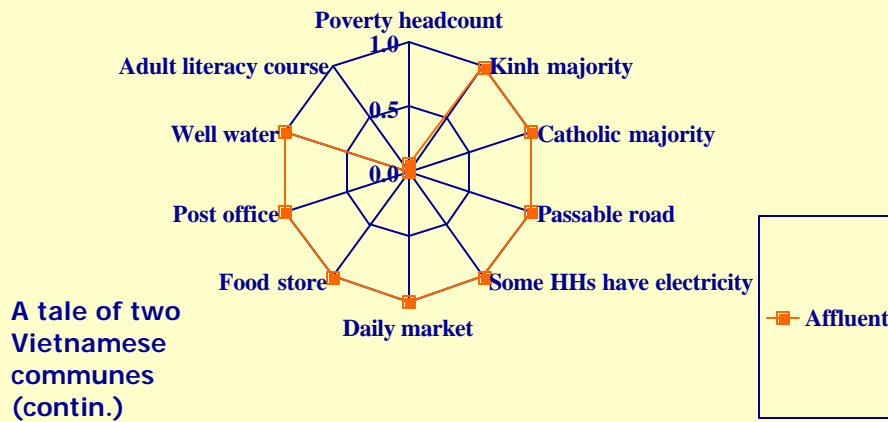 Poverty headcount
1.0
Adult literacy course
Kinh majority
0.5
Well water
Catholic majority
0.0
Post office
Passable road
Food store
Some HHs have electricity
Daily market
A tale of two
Vietnamese
communes
(contin.)
Affluent